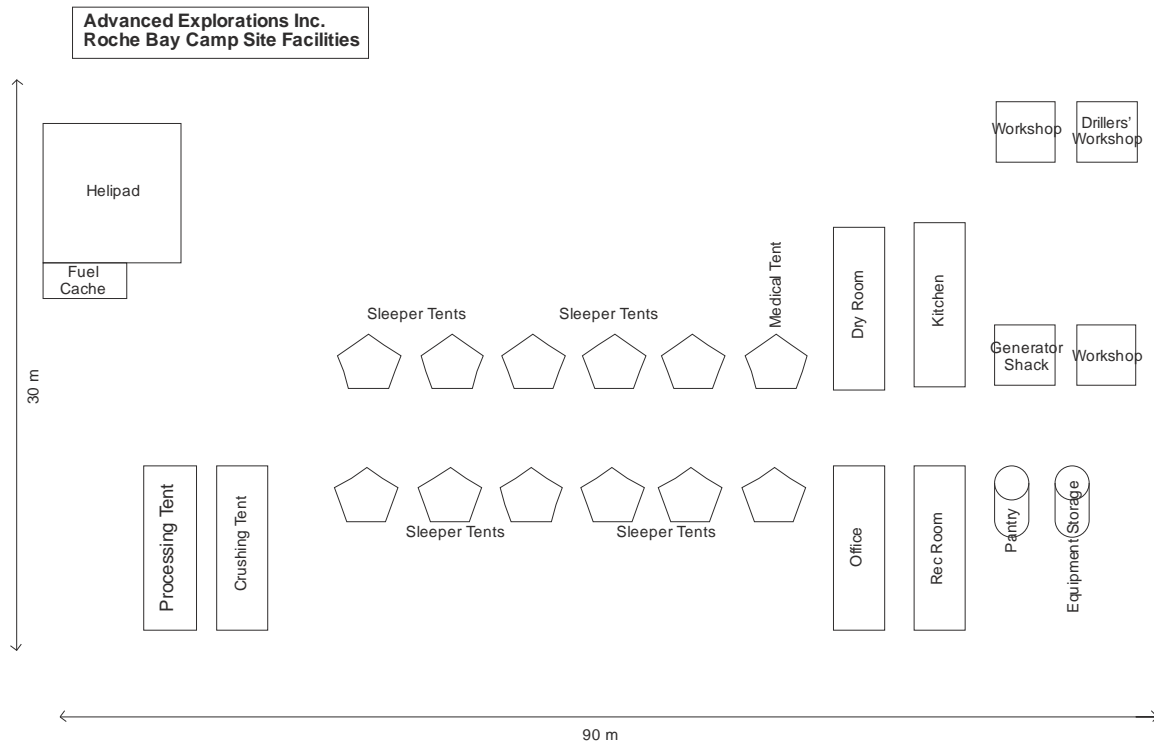 Advanced Explorations Inc.
Roche Bay Camp Site Facilities
Workshop
Drillers'
Workshop
Helipad
Fuel
Cache
Medical Tent
Dry Room
Kitchen
Sleeper Tents
Sleeper Tents
Generator
Shack
Workshop
30 m
Processing Tent
Crushing Tent
Sleeper Tents
Sleeper Tents
Office
Rec Room
Pantry
Equipment Storage
90 m